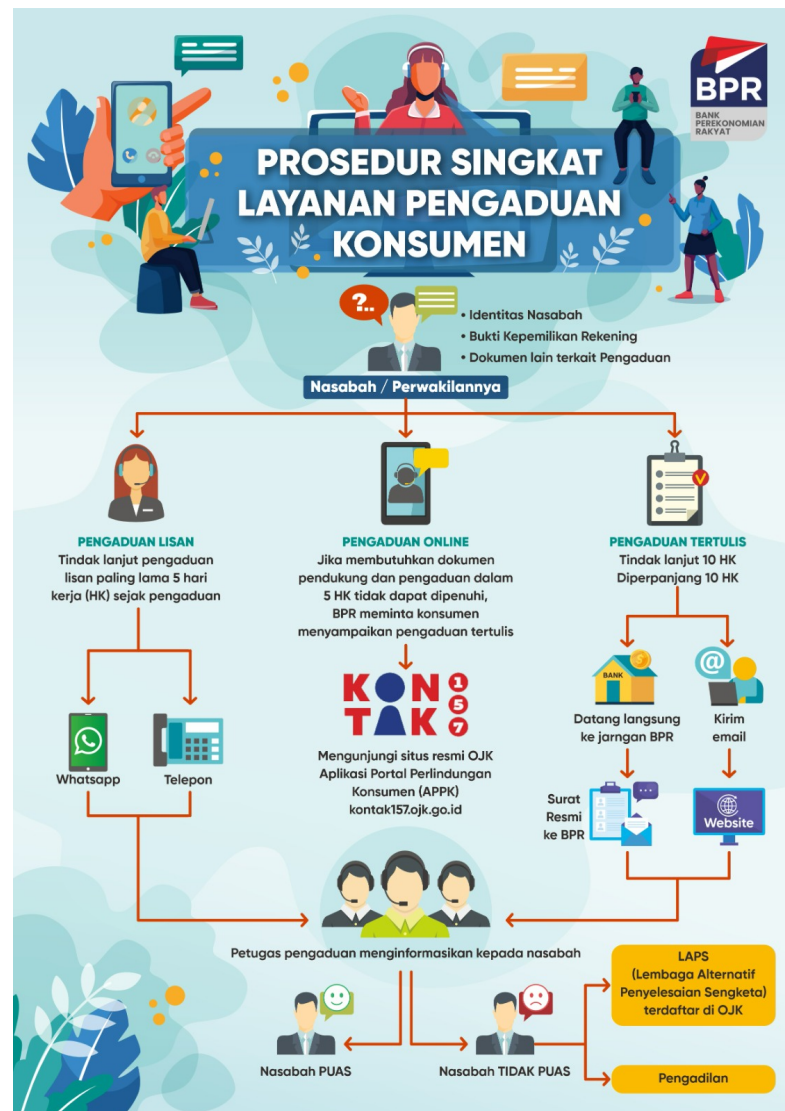 BPR
BANK
PEREKONOMIAN
RAKYAT
PROSEDUR SINGKAT
LAYANAN PENGADUAN
KONSUMEN
?..
• Identitas Nasabah
• Bukti Kepemilikan Rekening
• Dokumen lain terkait Pengaduan
Nasabah / Perwakilannya
PENGADUAN LISAN
Tindak lanjut pengaduan
lisan paling lama 5 hari
kerja (HK) sejak pengaduan
Whatsapp
Telepon
PENGADUAN ONLINE
Jika membutuhkan dokumen
pendukung dan pengaduan dalam
5 HK tidak dapat dipenuhi,
BPR meminta konsumen
menyampaikan pengaduan tertulis
KONTAK 157
Mengunjungi situs resmi OJK
Aplikasi Portal Perlindungan
Konsumen (APPK)
kontak157.ojk.go.id
PENGADUAN TERTULIS
Tindak lanjut 10 HK
Diperpanjang 10 HK
BANK
@
Datang langsung
ke jarngan BPR
Kirim
email
Surat
Resmi
ke BPR
Website
Petugas pengaduan menginformasikan kepada nasabah
Nasabah PUAS
Nasabah TIDAK PUAS
LAPS
(Lembaga Alternatif
Penyelesaian Sengketa)
terdaftar di OJK
Pengadilan